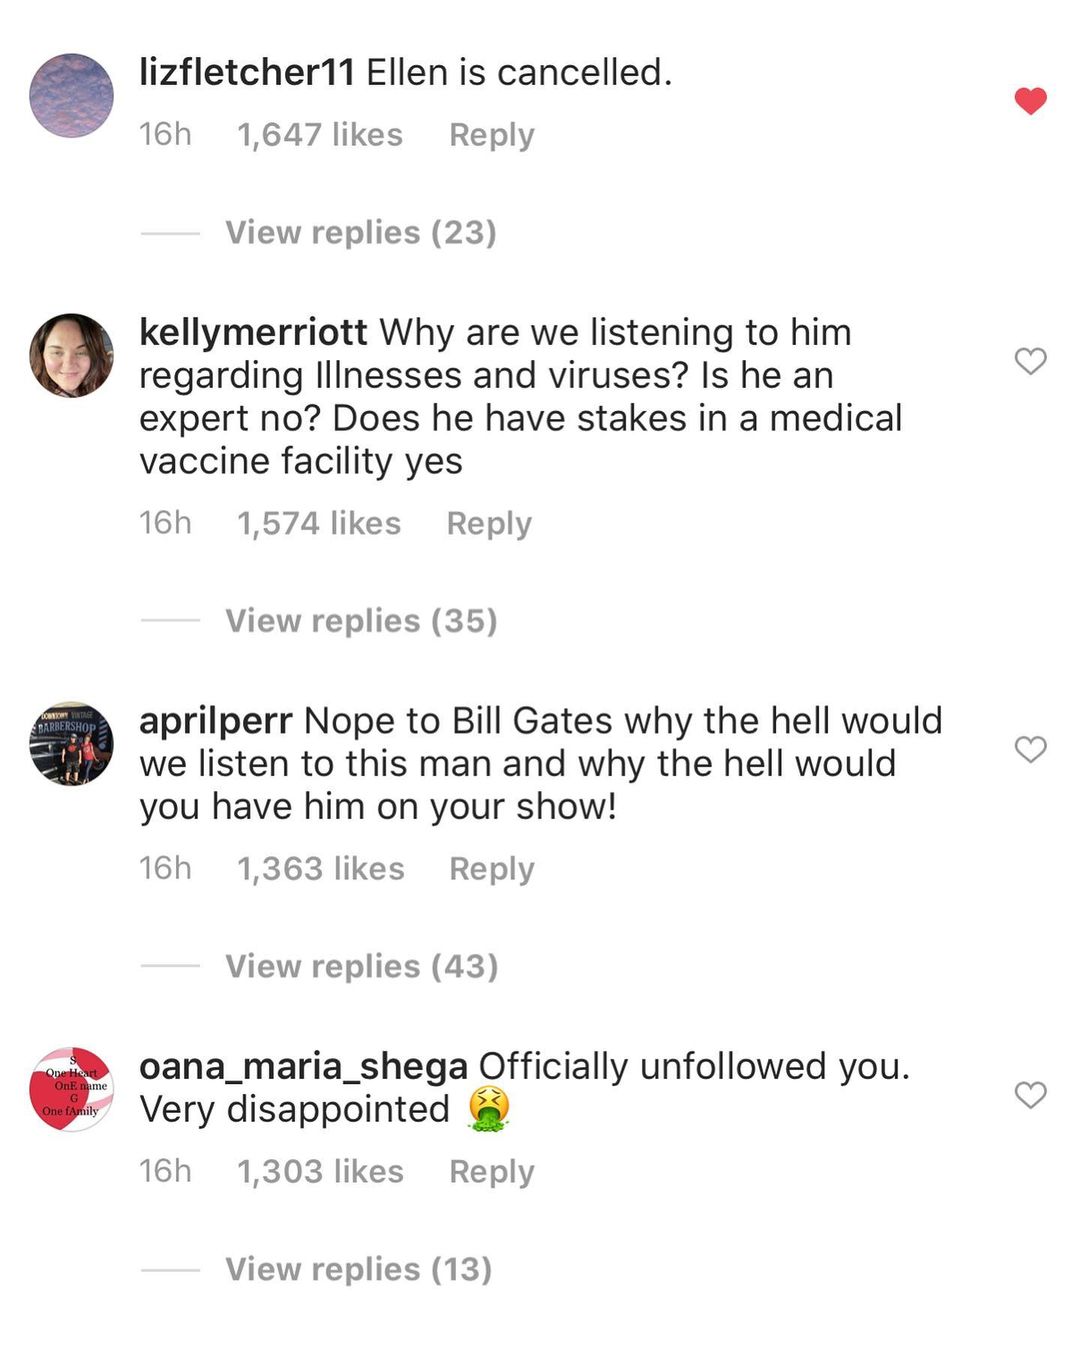 lizfletcher11 Ellen is cancelled.
16h 1,647 likes Reply
View replies (23)
kellymerriott Why are we listening to him
regarding Illnesses and viruses? Is he an
expert no? Does he have stakes in a medical
vaccine facility yes
16h 1,574 likes Reply
View replies (35)
DOWNTOWN VINTAGE
BARBERSHOP
aprilperr Nope to Bill Gates why the hell would
we listen to this man and why the hell would
you have him on your show!
16h 1,363 likes Reply
View replies (43)
S
One Heart
OnE name
G
One fAmily
oana_maria_shega Officially unfollowed you.
Very disappointed 🤮
16h 1,303 likes Reply
View replies (13)